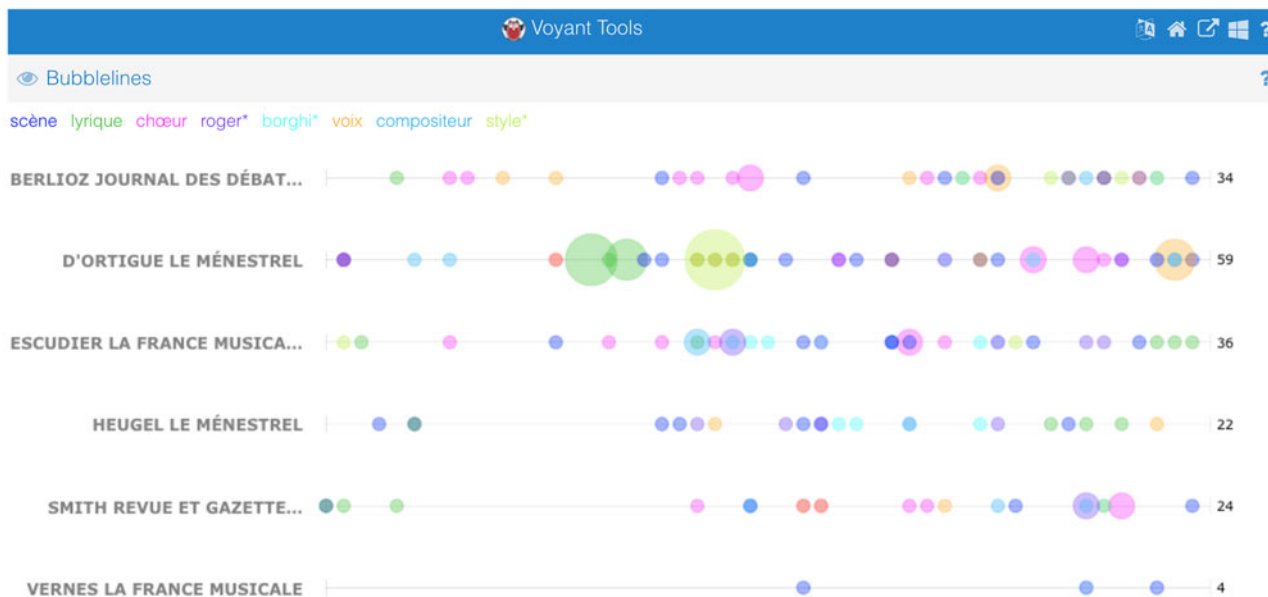 Voyant Tools
?
Bubblelines
?
scène lyrique chœur roger* borghi* voix compositeur style*
BERLIOZ JOURNAL DES DÉBAT... 34
D'ORTIGUE LE MÉNESTREL 59
ESCUDIER LA FRANCE MUSICA... 36
HEUGEL LE MÉNESTREL 22
SMITH REVUE ET GAZETTE... 24
VERNES LA FRANCE MUSICALE 4